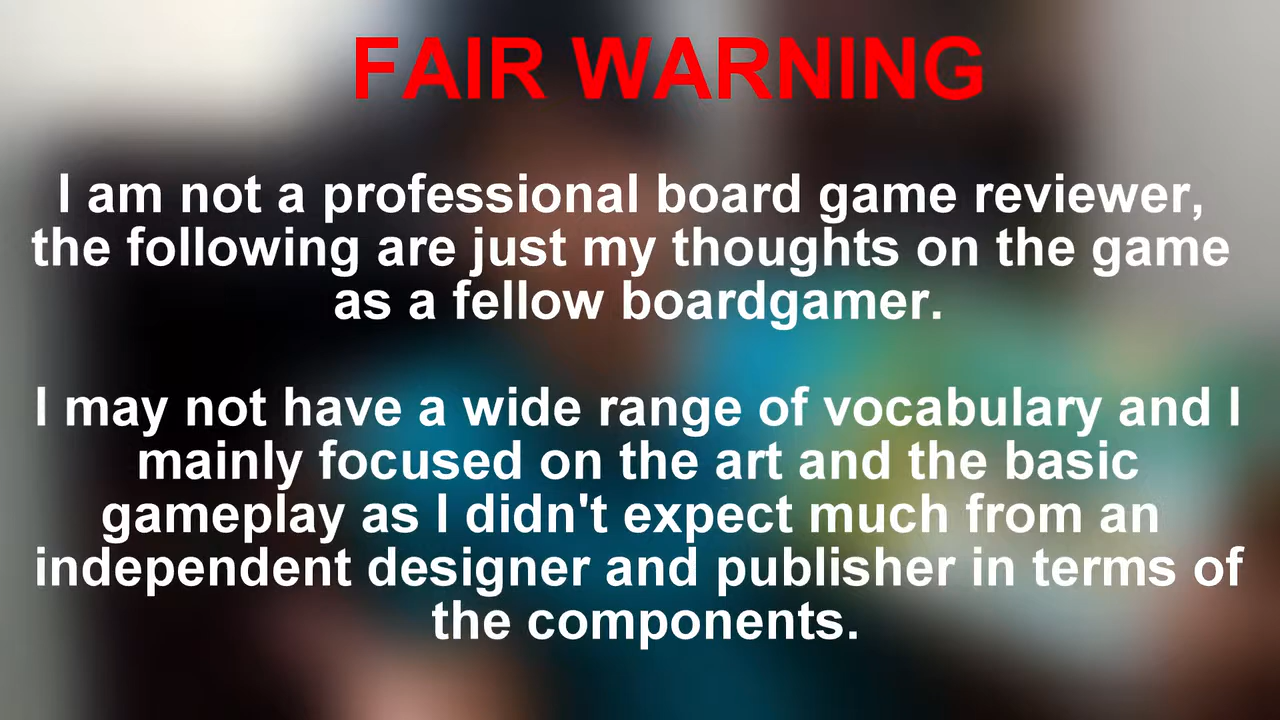 FAIR WARNING
I am not a professional board game reviewer,
the following are just my thoughts on the game
as a fellow boardgamer.
I may not have a wide range of vocabulary and I
mainly focused on the art and the basic
gameplay as I didn't expect much from an
independent designer and publisher in terms of
the components.